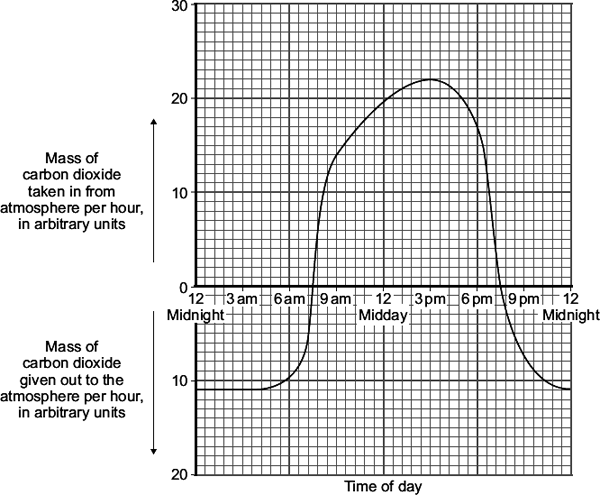 30
20
Mass of
carbon dioxide
taken in from
atmosphere per hour,
in arbitrary units
10
0
12 3 am 6 am 9 am 12 3 pm 6 pm 9 pm 12
Midnight Midday Midnight
Mass of
carbon dioxide
given out to the
atmosphere per hour,
in arbitrary units
10
20
Time of day